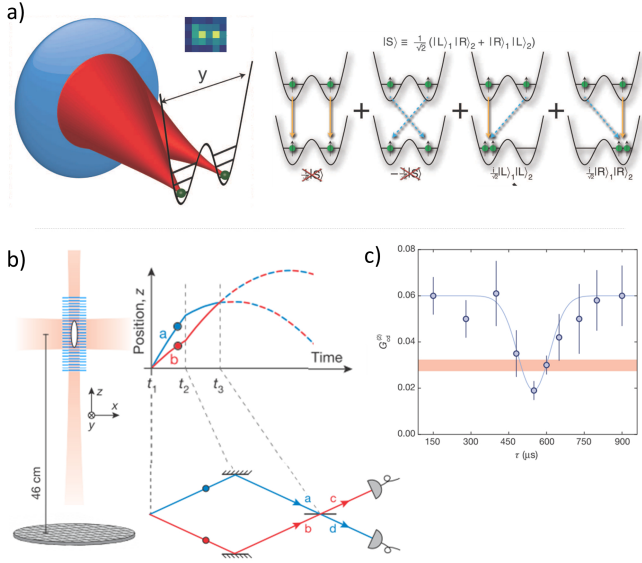 a)
y
|S⟩ ≡ 1/√2 (|L⟩₁|R⟩₂ + |R⟩₁|L⟩₂)
+ + +
1/√2|L⟩₁|L⟩₂ 1/√2|R⟩₁|R⟩₂
b)
Position, z
a
b
Time
t₁ t₂ t₃
z
x
y
46 cm
a c
b d
c)
G⁽²⁾cd
0.08
0.06
0.04
0.02
0.00
150 300 450 600 750 900
τ (μs)